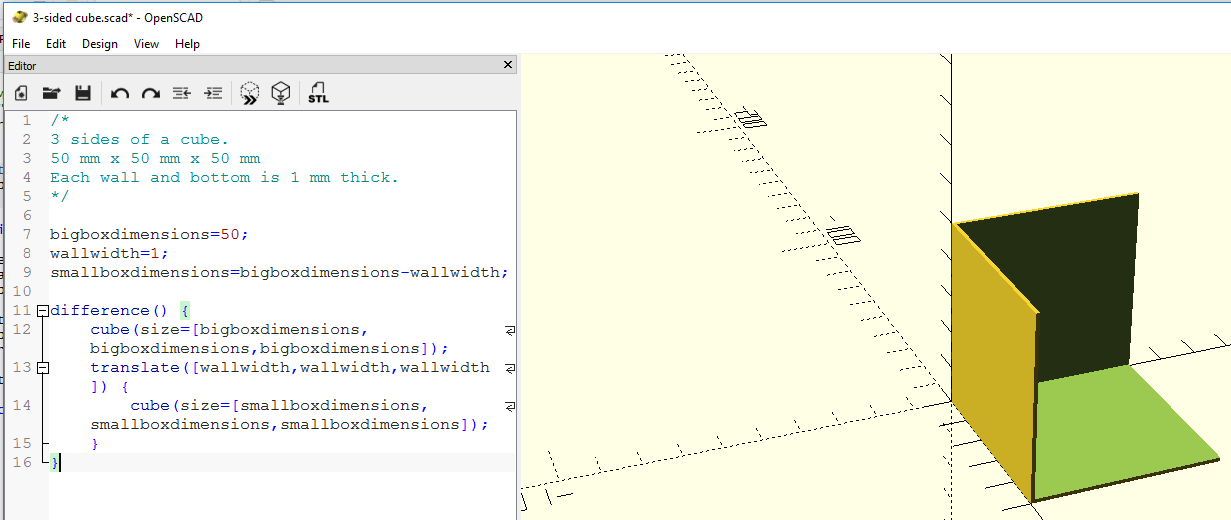 3-sided cube.scad* - OpenSCAD
File Edit Design View Help
Editor
STL
1 /*
2 3 sides of a cube.
3 50 mm x 50 mm x 50 mm
4 Each wall and bottom is 1 mm thick.
5 */
6
7 bigboxdimensions=50;
8 wallwidth=1;
9 smallboxdimensions=bigboxdimensions-wallwidth;
10
11 difference() {
12 cube(size=[bigboxdimensions,
bigboxdimensions,bigboxdimensions]);
13 translate([wallwidth,wallwidth,wallwidth
]) {
14 cube(size=[smallboxdimensions,
smallboxdimensions,smallboxdimensions]);
15 }
16 }